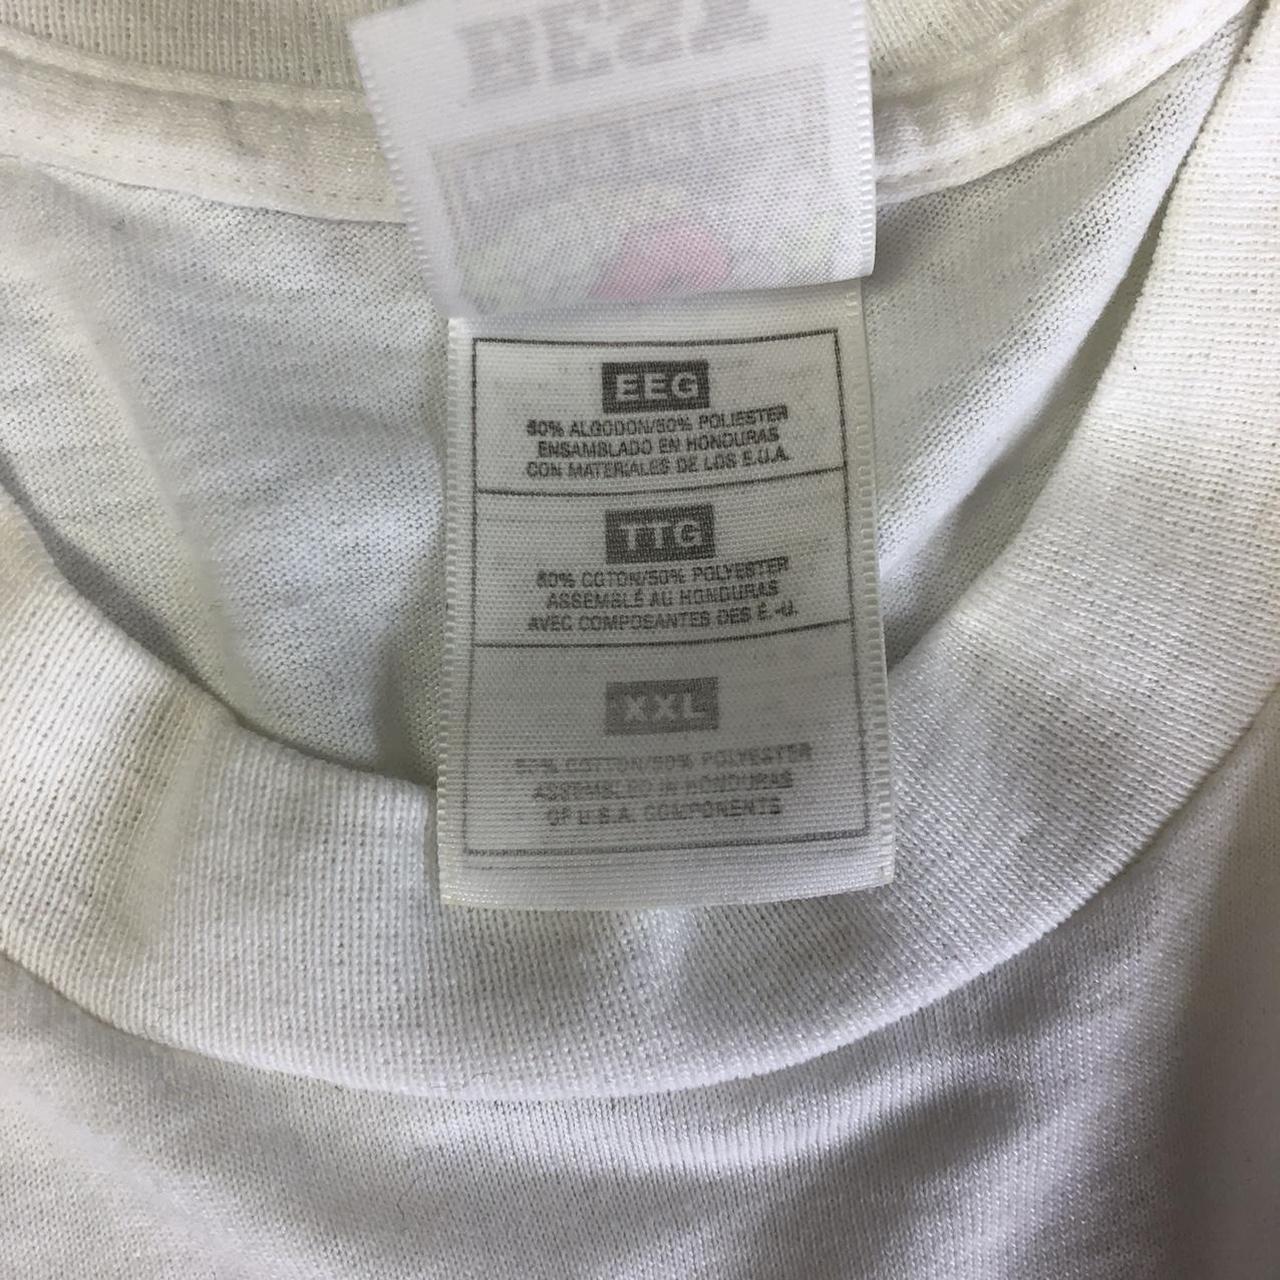 BEST
EEG
50% ALGODON/50% POLIESTER
ENSAMBLADO EN HONDURAS
CON MATERIALES DE LOS E.U.A.
TTG
50% COTON/50% POLYESTER
ASSEMBLÉ AU HONDURAS
AVEC COMPOSANTES DES É.-U.
XXL
50% COTTON/50% POLYESTER
ASSEMBLED IN HONDURAS
OF U.S.A. COMPONENTS